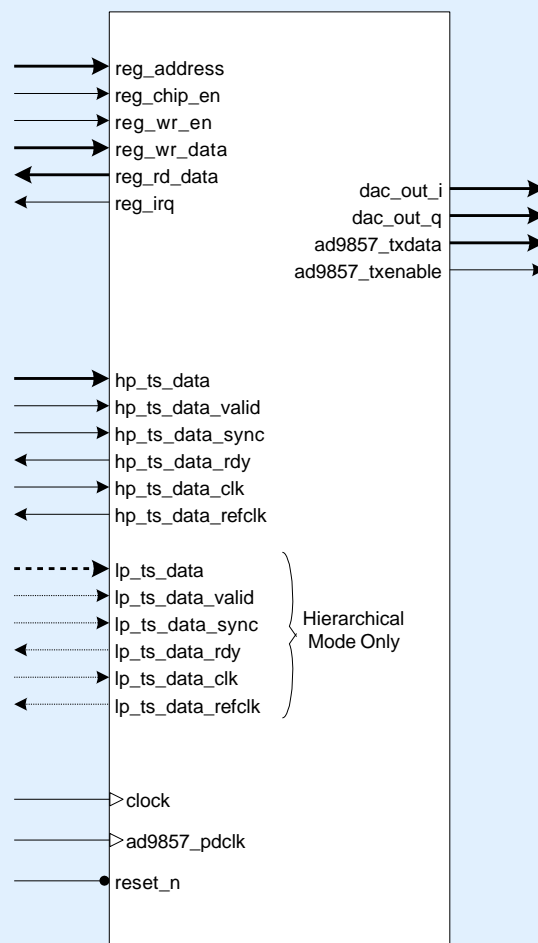 reg_address
reg_chip_en
reg_wr_en
reg_wr_data
reg_rd_data
reg_irq
dac_out_i
dac_out_q
ad9857_txdata
ad9857_txenable
hp_ts_data
hp_ts_data_valid
hp_ts_data_sync
hp_ts_data_rdy
hp_ts_data_clk
hp_ts_data_refclk
lp_ts_data
lp_ts_data_valid
lp_ts_data_sync
lp_ts_data_rdy
lp_ts_data_clk
lp_ts_data_refclk
Hierarchical
Mode Only
clock
ad9857_pdclk
reset_n